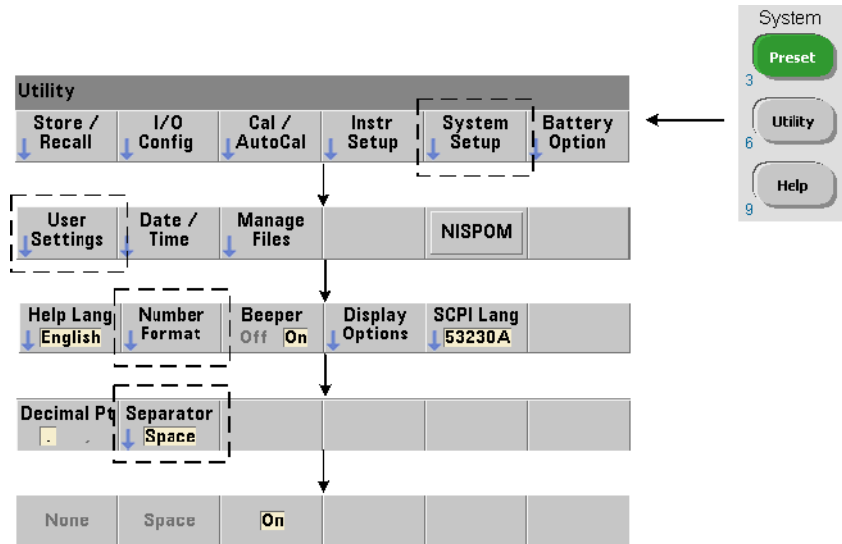 System
Preset
3
Utility
6
Help
9
Utility
Store / Recall
I/O Config
Cal / AutoCal
Instr Setup
System Setup
Battery Option
User Settings
Date / Time
Manage Files
NISPOM
Help Lang English
Number Format
Beeper Off On
Display Options
SCPI Lang 53230A
Decimal Pt . ,
Separator Space
None
Space
On